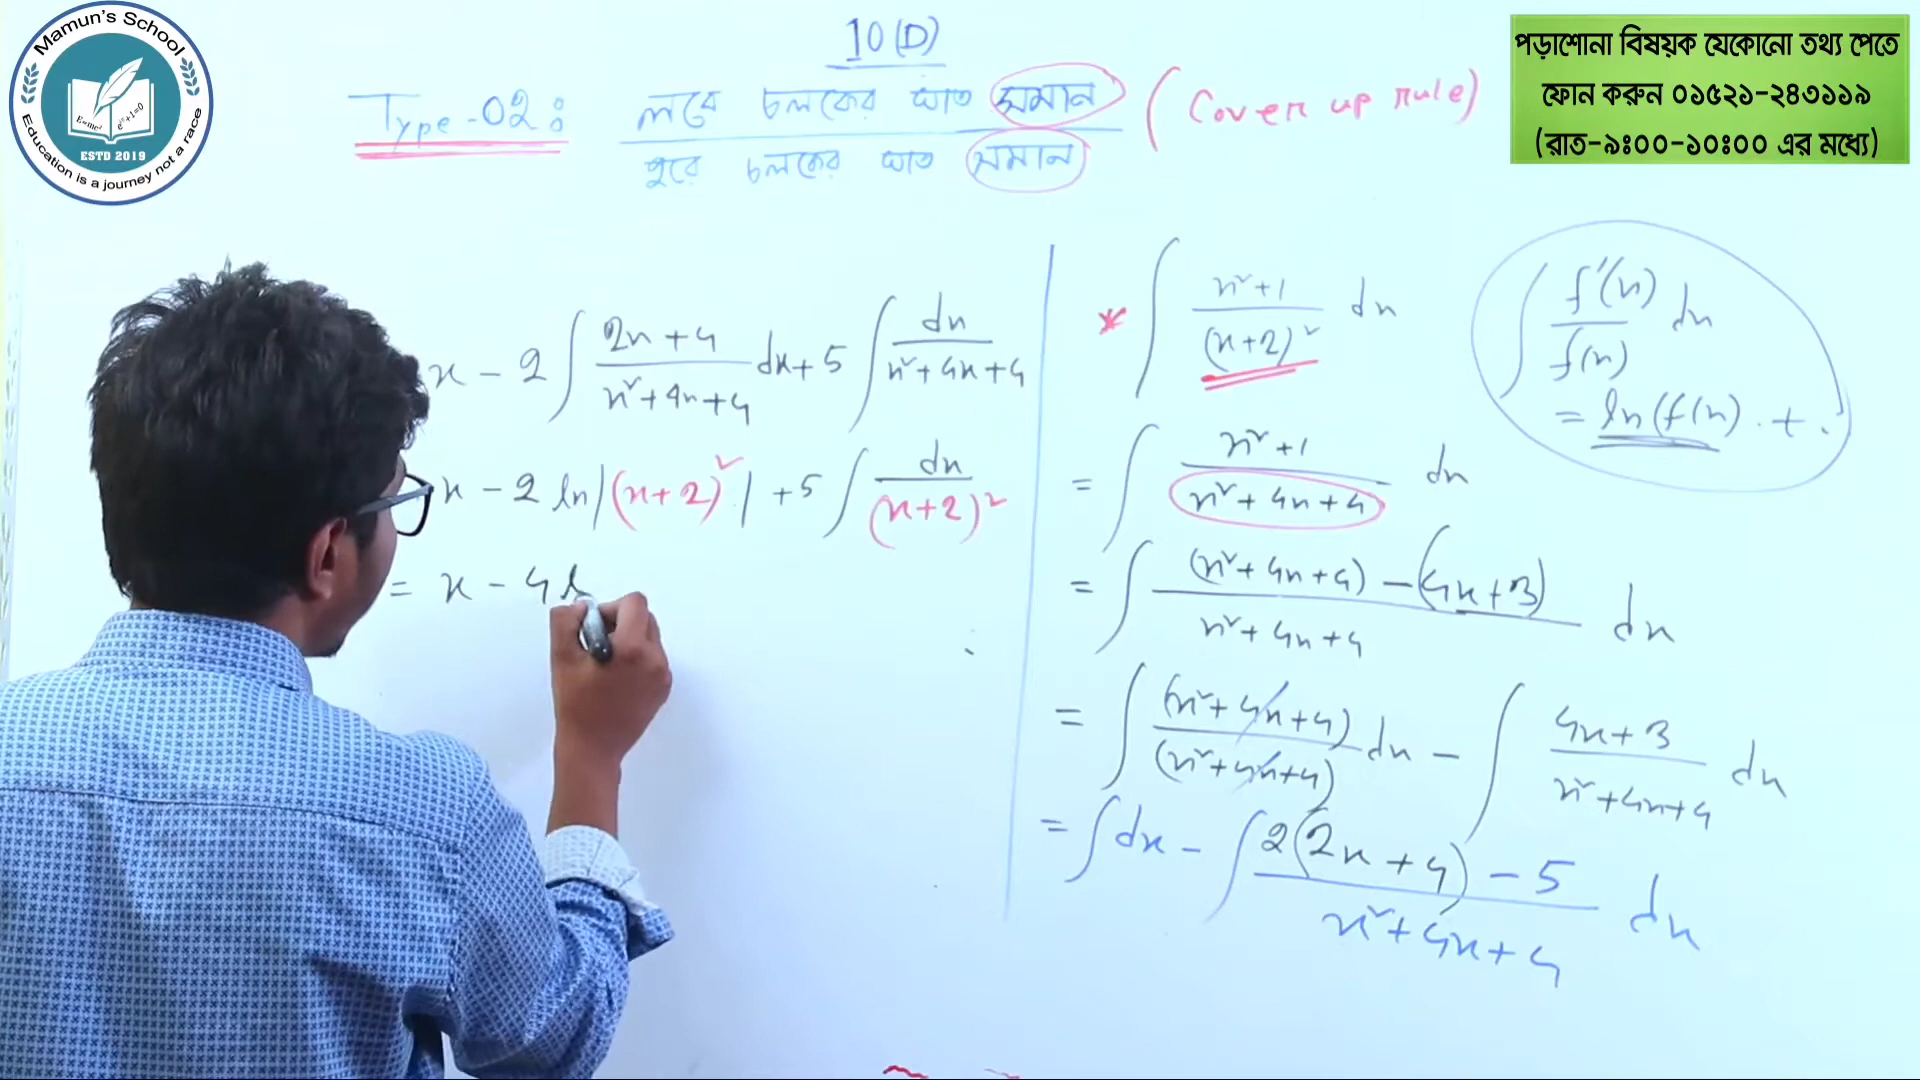 Mamun's School
Education is a journey not a race
E=mc²
e^(iπ)+1=0
ESTD 2019
10(D)
পড়াশোনা বিষয়ক যেকোনো তথ্য পেতে
ফোন করুন ০১৫২১-২৪৩১১৯
(রাত-৯ঃ০০-১০ঃ০০ এর মধ্যে)
Type-02: লবে চলকের ঘাত সমান (Cover up rule)
হরে চলকের ঘাত সমান
x - 2 ∫ (2x+4)/(x²+4x+4) dx + 5 ∫ dx/(x²+4x+4)
x - 2 ln|(x+2)²| + 5 ∫ dx/(x+2)²
= x - 4 l
* ∫ (x²+1)/(x+2)² dx
= ∫ (x²+1)/(x²+4x+4) dx
= ∫ ((x²+4x+4) - (4x+3))/(x²+4x+4) dx
= ∫ (x²+4x+4)/(x²+4x+4) dx - ∫ (4x+3)/(x²+4x+4) dx
= ∫ dx - ∫ (2(2x+4) - 5)/(x²+4x+4) dx
∫ f'(x)/f(x) dx
= ln(f(x) . +